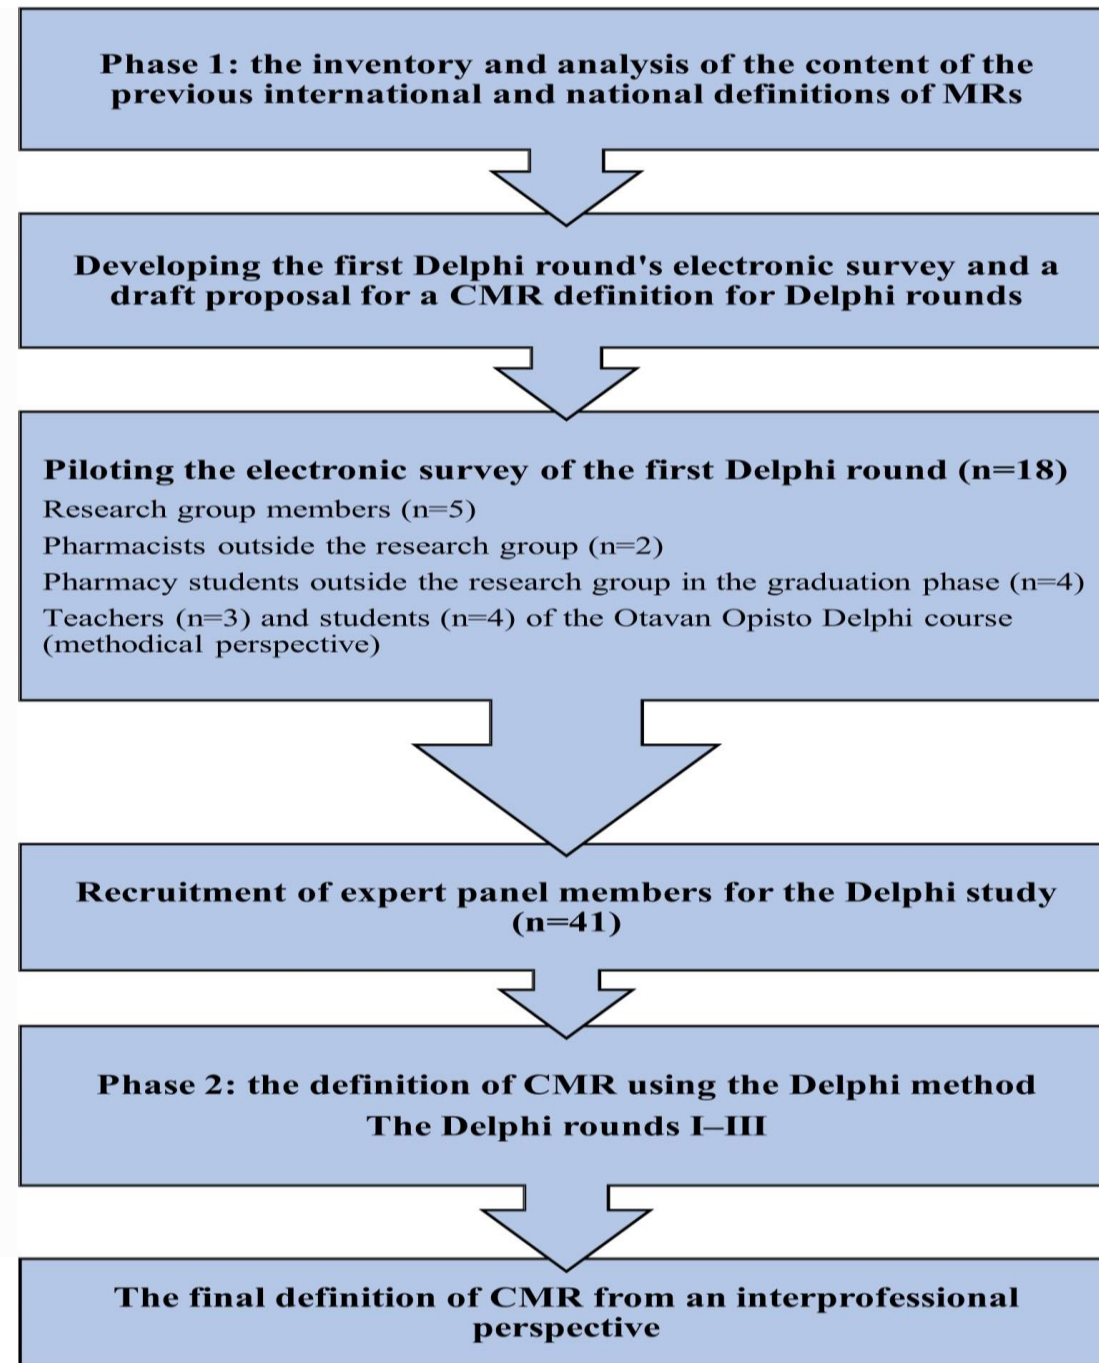 Phase 1: the inventory and analysis of the content of the
previous international and national definitions of MRs
Developing the first Delphi round's electronic survey and a
draft proposal for a CMR definition for Delphi rounds
Piloting the electronic survey of the first Delphi round (n=18)
Research group members (n=5)
Pharmacists outside the research group (n=2)
Pharmacy students outside the research group in the graduation phase (n=4)
Teachers (n=3) and students (n=4) of the Otavan Opisto Delphi course
(methodical perspective)
Recruitment of expert panel members for the Delphi study
(n=41)
Phase 2: the definition of CMR using the Delphi method
The Delphi rounds I–III
The final definition of CMR from an interprofessional
perspective